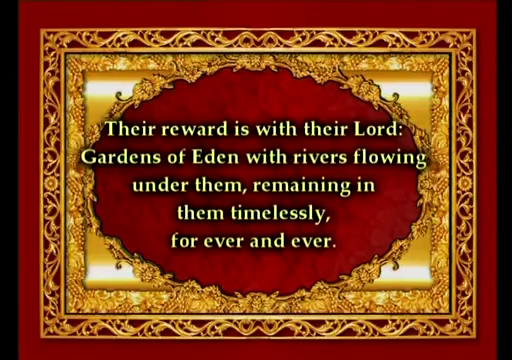 Their reward is with their Lord:
Gardens of Eden with rivers flowing
under them, remaining in
them timelessly,
for ever and ever.